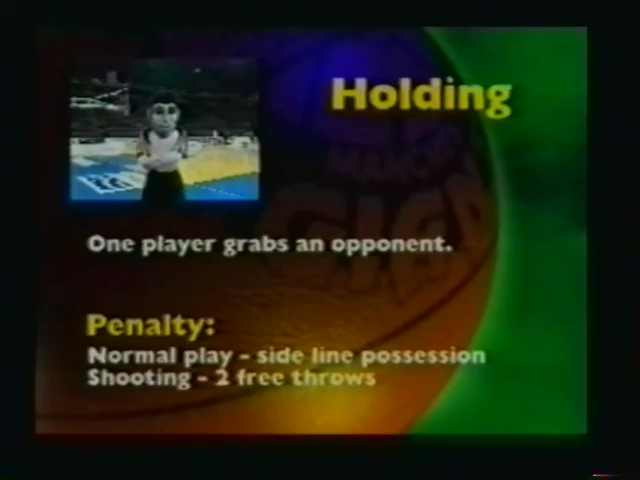 Holding
One player grabs an opponent.
Penalty:
Normal play - side line possession
Shooting - 2 free throws